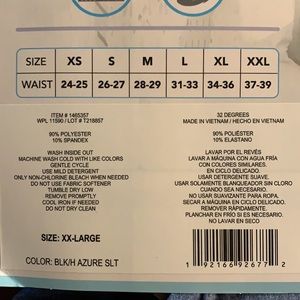 SIZE XS S M L XL XXL
WAIST 24-25 26-27 28-29 31-33 34-36 37-39
ITEM # 1465357
WPL 11590 / LOT # T218857
90% POLYESTER
10% SPANDEX
WASH INSIDE OUT
MACHINE WASH COLD WITH LIKE COLORS
GENTLE CYCLE
USE MILD DETERGENT
ONLY NON-CHLORINE BLEACH WHEN NEEDED
DO NOT USE FABRIC SOFTENER
TUMBLE DRY LOW
REMOVE PROMPTLY
COOL IRON IF NEEDED
DO NOT DRY CLEAN
SIZE: XX-LARGE
COLOR: BLK/H AZURE SLT
32 DEGREES
MADE IN VIETNAM / HECHO EN VIETNAM
90% POLIÉSTER
10% ELASTANO
LAVAR POR EL REVÉS
LAVAR A MÁQUINA CON AGUA FRÍA
CON COLORES SIMILARES.
EN CICLO DELICADO.
USAR DETERGENTE SUAVE.
USAR SOLAMENTE BLANQUEADOR SIN CLORO
CUANDO SEA NECESARIO.
NO USAR SUAVIZANTE PARA ROPA.
SECAR A MÁQUINA EN CICLO DELICADO.
REMOVER RÁPIDAMENTE.
PLANCHAR EN FRÍO SI ES NECESARIO.
NO LAVAR EN SECO
1 92166 92677 2